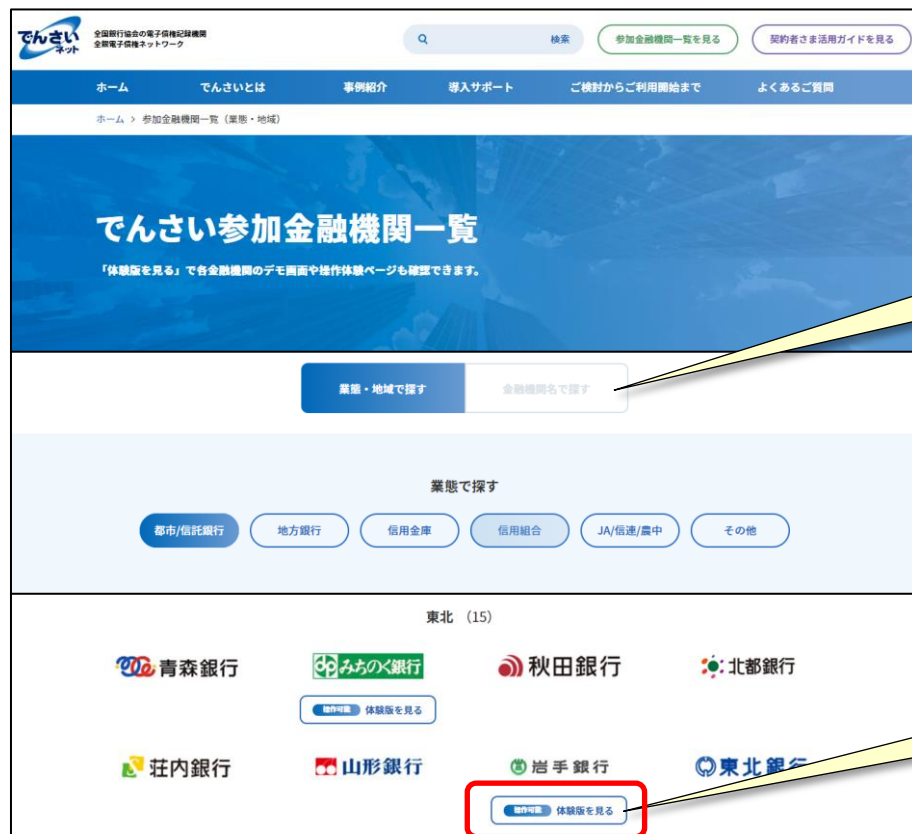 でんさい
ネット
全国銀行協会の電子債権記録機関
全銀電子債権ネットワーク
検索
参加金融機関一覧を見る
契約者さま活用ガイドを見る
ホーム
でんさいとは
事例紹介
導入サポート
ご検討からご利用開始まで
よくあるご質問
ホーム > 参加金融機関一覧（業態・地域）
でんさい参加金融機関一覧
「体験版を見る」で各金融機関のデモ画面や操作体験ページも確認できます。
業態・地域で探す
金融機関名で探す
業態で探す
都市/信託銀行
地方銀行
信用金庫
信用組合
JA/信連/農中
その他
東北 （15）
青森銀行
みちのく銀行
秋田銀行
北都銀行
操作可能 体験版を見る
荘内銀行
山形銀行
岩手銀行
東北銀行
操作可能 体験版を見る